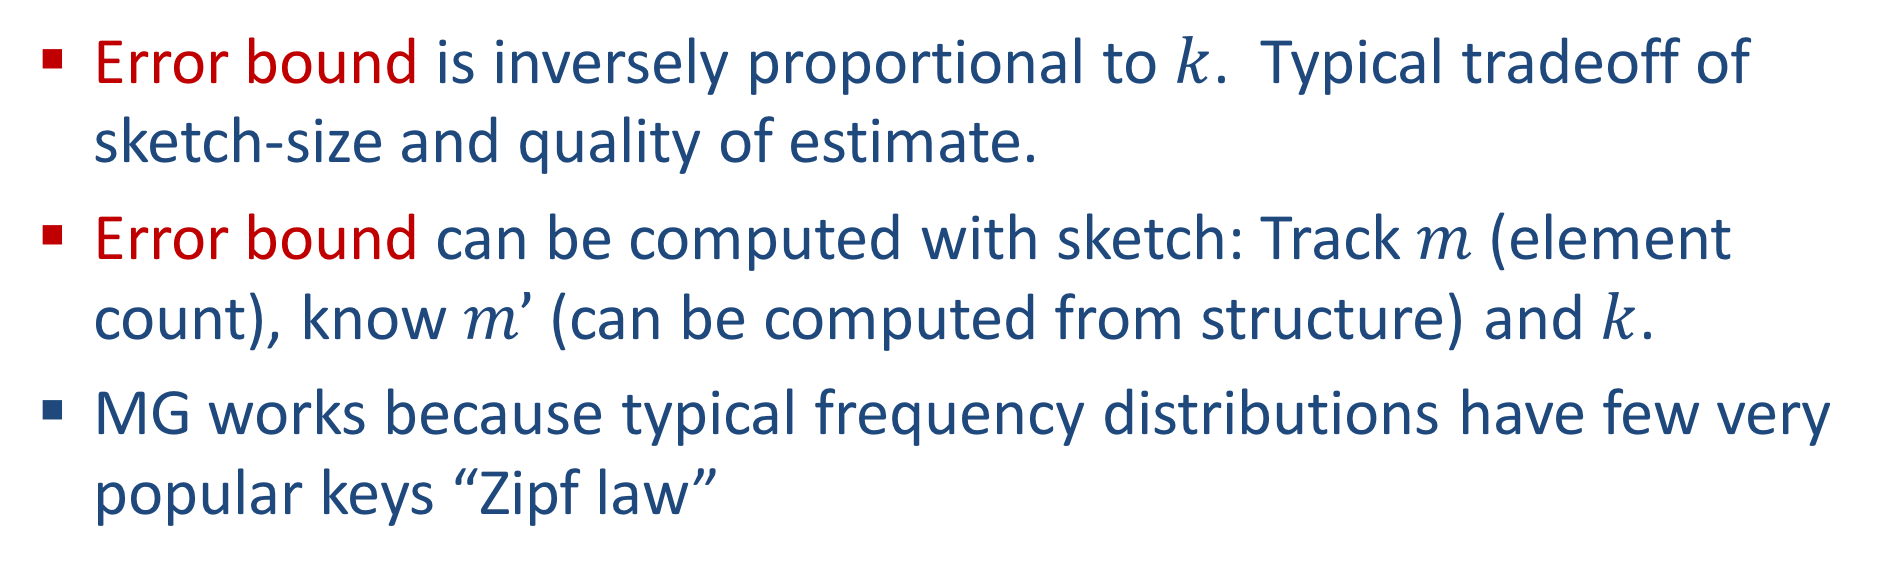 ▪ Error bound is inversely proportional to k. Typical tradeoff of
sketch-size and quality of estimate.
▪ Error bound can be computed with sketch: Track m (element
count), know m’ (can be computed from structure) and k.
▪ MG works because typical frequency distributions have few very
popular keys “Zipf law”